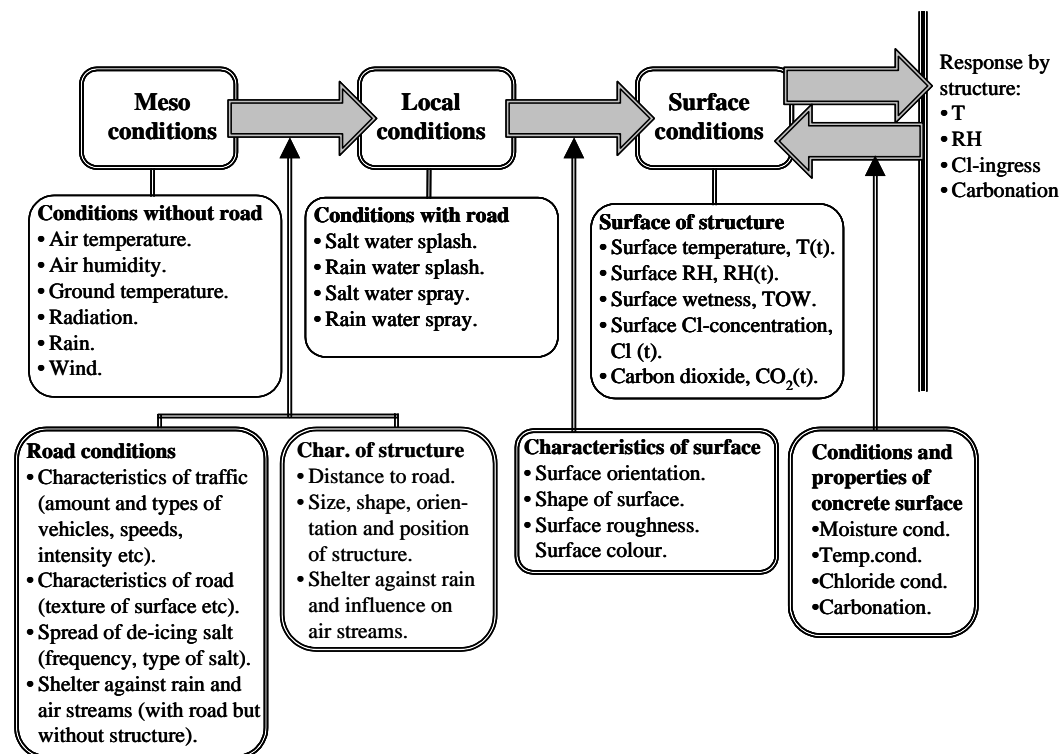 Meso
conditions
Local
conditions
Surface
conditions
Response by
structure:
• T
• RH
• Cl-ingress
• Carbonation
Conditions without road
• Air temperature.
• Air humidity.
• Ground temperature.
• Radiation.
• Rain.
• Wind.
Conditions with road
• Salt water splash.
• Rain water splash.
• Salt water spray.
• Rain water spray.
Surface of structure
• Surface temperature, T(t).
• Surface RH, RH(t).
• Surface wetness, TOW.
• Surface Cl-concentration,
Cl (t).
• Carbon dioxide, CO₂(t).
Road conditions
• Characteristics of traffic
(amount and types of
vehicles, speeds,
intensity etc).
• Characteristics of road
(texture of surface etc).
• Spread of de-icing salt
(frequency, type of salt).
• Shelter against rain and
air streams (with road but
without structure).
Char. of structure
• Distance to road.
• Size, shape, orien-
tation and position
of structure.
• Shelter against rain
and influence on
air streams.
Characteristics of surface
• Surface orientation.
• Shape of surface.
• Surface roughness.
Surface colour.
Conditions and
properties of
concrete surface
•Moisture cond.
•Temp.cond.
•Chloride cond.
•Carbonation.